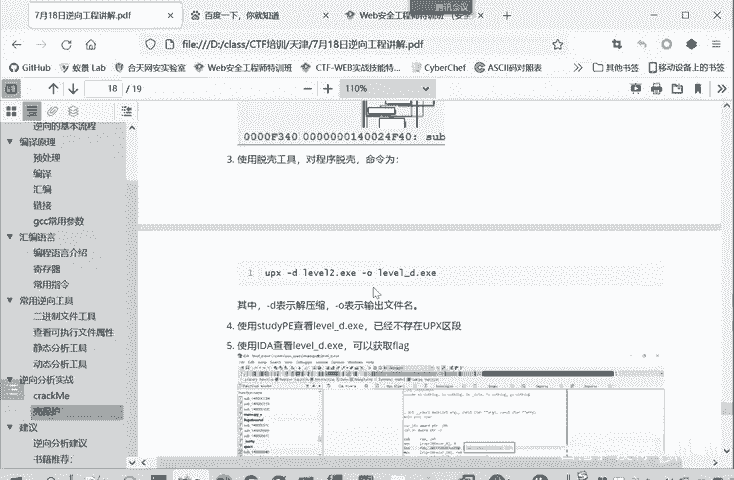 腾讯会议
7月18日逆向工程讲解.pdf
百度一下，你就知道
Web安全工程师特训班 (安
file:///D:/class/CTF培训/天津/7月18日逆向工程讲解.pdf
GitHub
蚁景 Lab
合天网安实验室
Web安全工程师特训班
CTF-WEB实战技能特...
CyberChef
ASCII码对照表
其他书签
移动设备上的书签
18 / 19
110%
逆向的基本流程
编译原理
预处理
编译
汇编
链接
gcc常用参数
汇编语言
编程语言介绍
寄存器
常用指令
常用逆向工具
二进制文件工具
查看可执行文件属性
静态分析工具
动态分析工具
逆向分析实战
crackMe
建议
逆向分析建议
书籍推荐：
0000F340 0000000140024F40: sub
3. 使用脱壳工具，对程序脱壳，命令为：
1 upx -d level2.exe -o level_d.exe
其中，-d表示解压缩，-o表示输出文件名。
4. 使用studyPE查看level_d.exe，已经不存在UPX区段
5. 使用IDA查看level_d.exe，可以获取flag